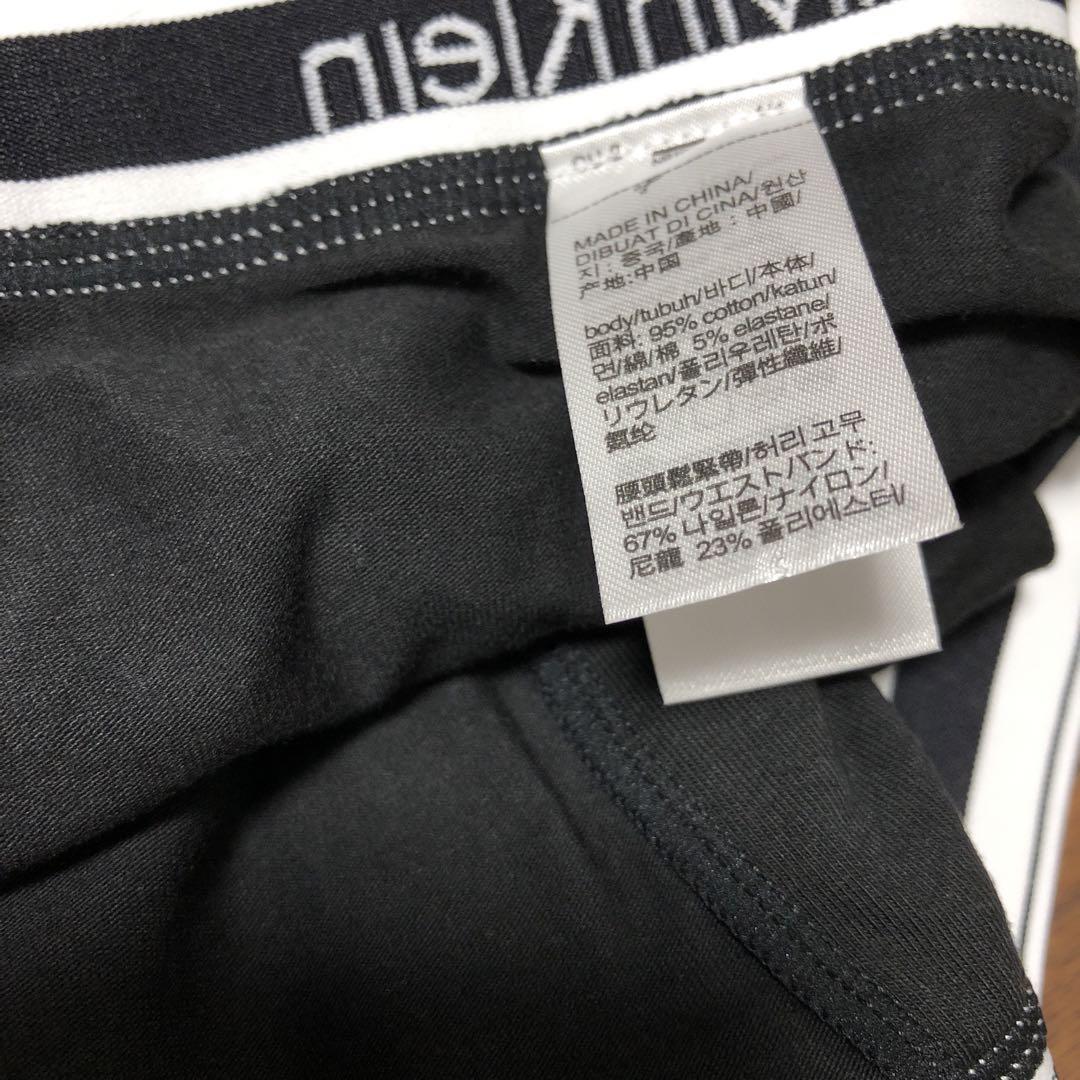 MADE IN CHINA/
DIBUAT DI CINA/원산
지 : 중국/產地 : 中國/
产地:中国
body/tubuh/바디/本体/
面料: 95% cotton/katun/
면/綿/棉 5% elastane/
elastan/폴리우레탄/ポ
リウレタン/彈性纖維/
氨纶
腰頭鬆緊帶/허리 고무
밴드/ウエストバンド:
67% 나일론/ナイロン/
尼龍 23% 폴리에스터/